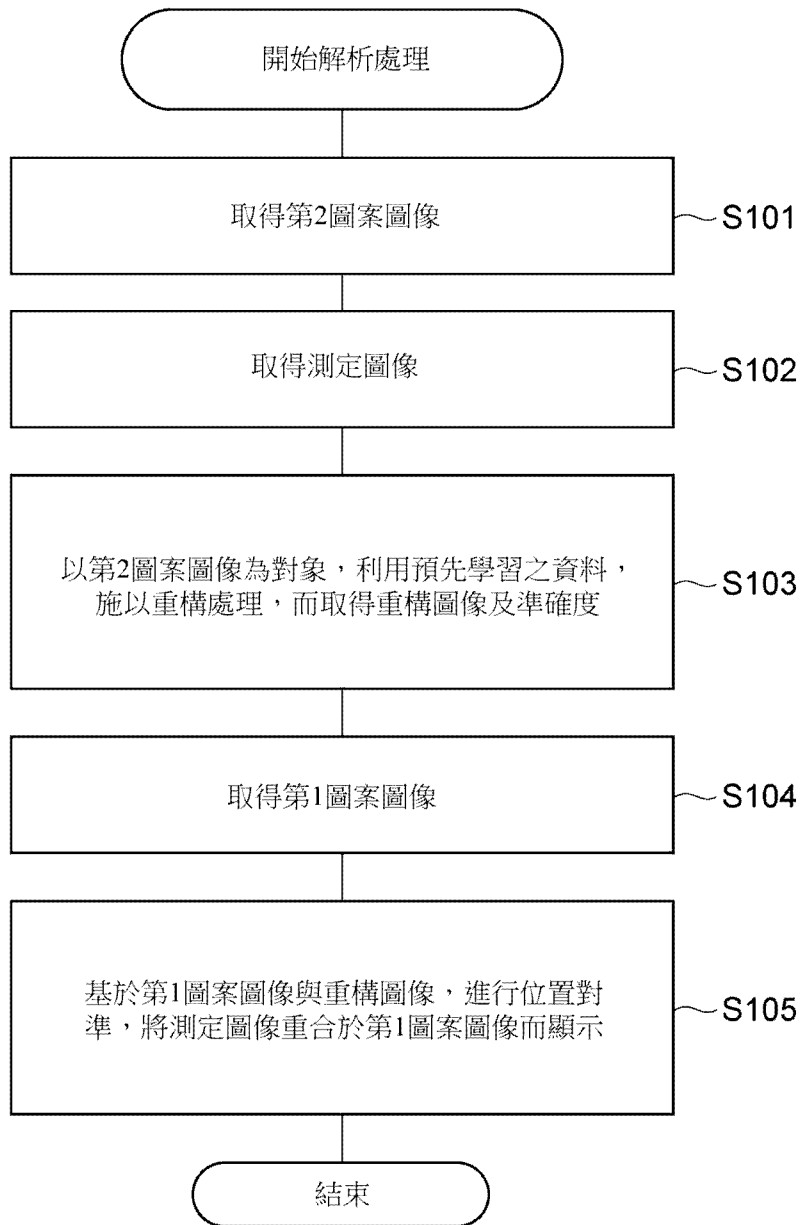 開始解析處理
取得第2圖案圖像
S101
取得測定圖像
S102
以第2圖案圖像為對象，利用預先學習之資料，
施以重構處理，而取得重構圖像及準確度
S103
取得第1圖案圖像
S104
基於第1圖案圖像與重構圖像，進行位置對
準，將測定圖像重合於第1圖案圖像而顯示
S105
結束